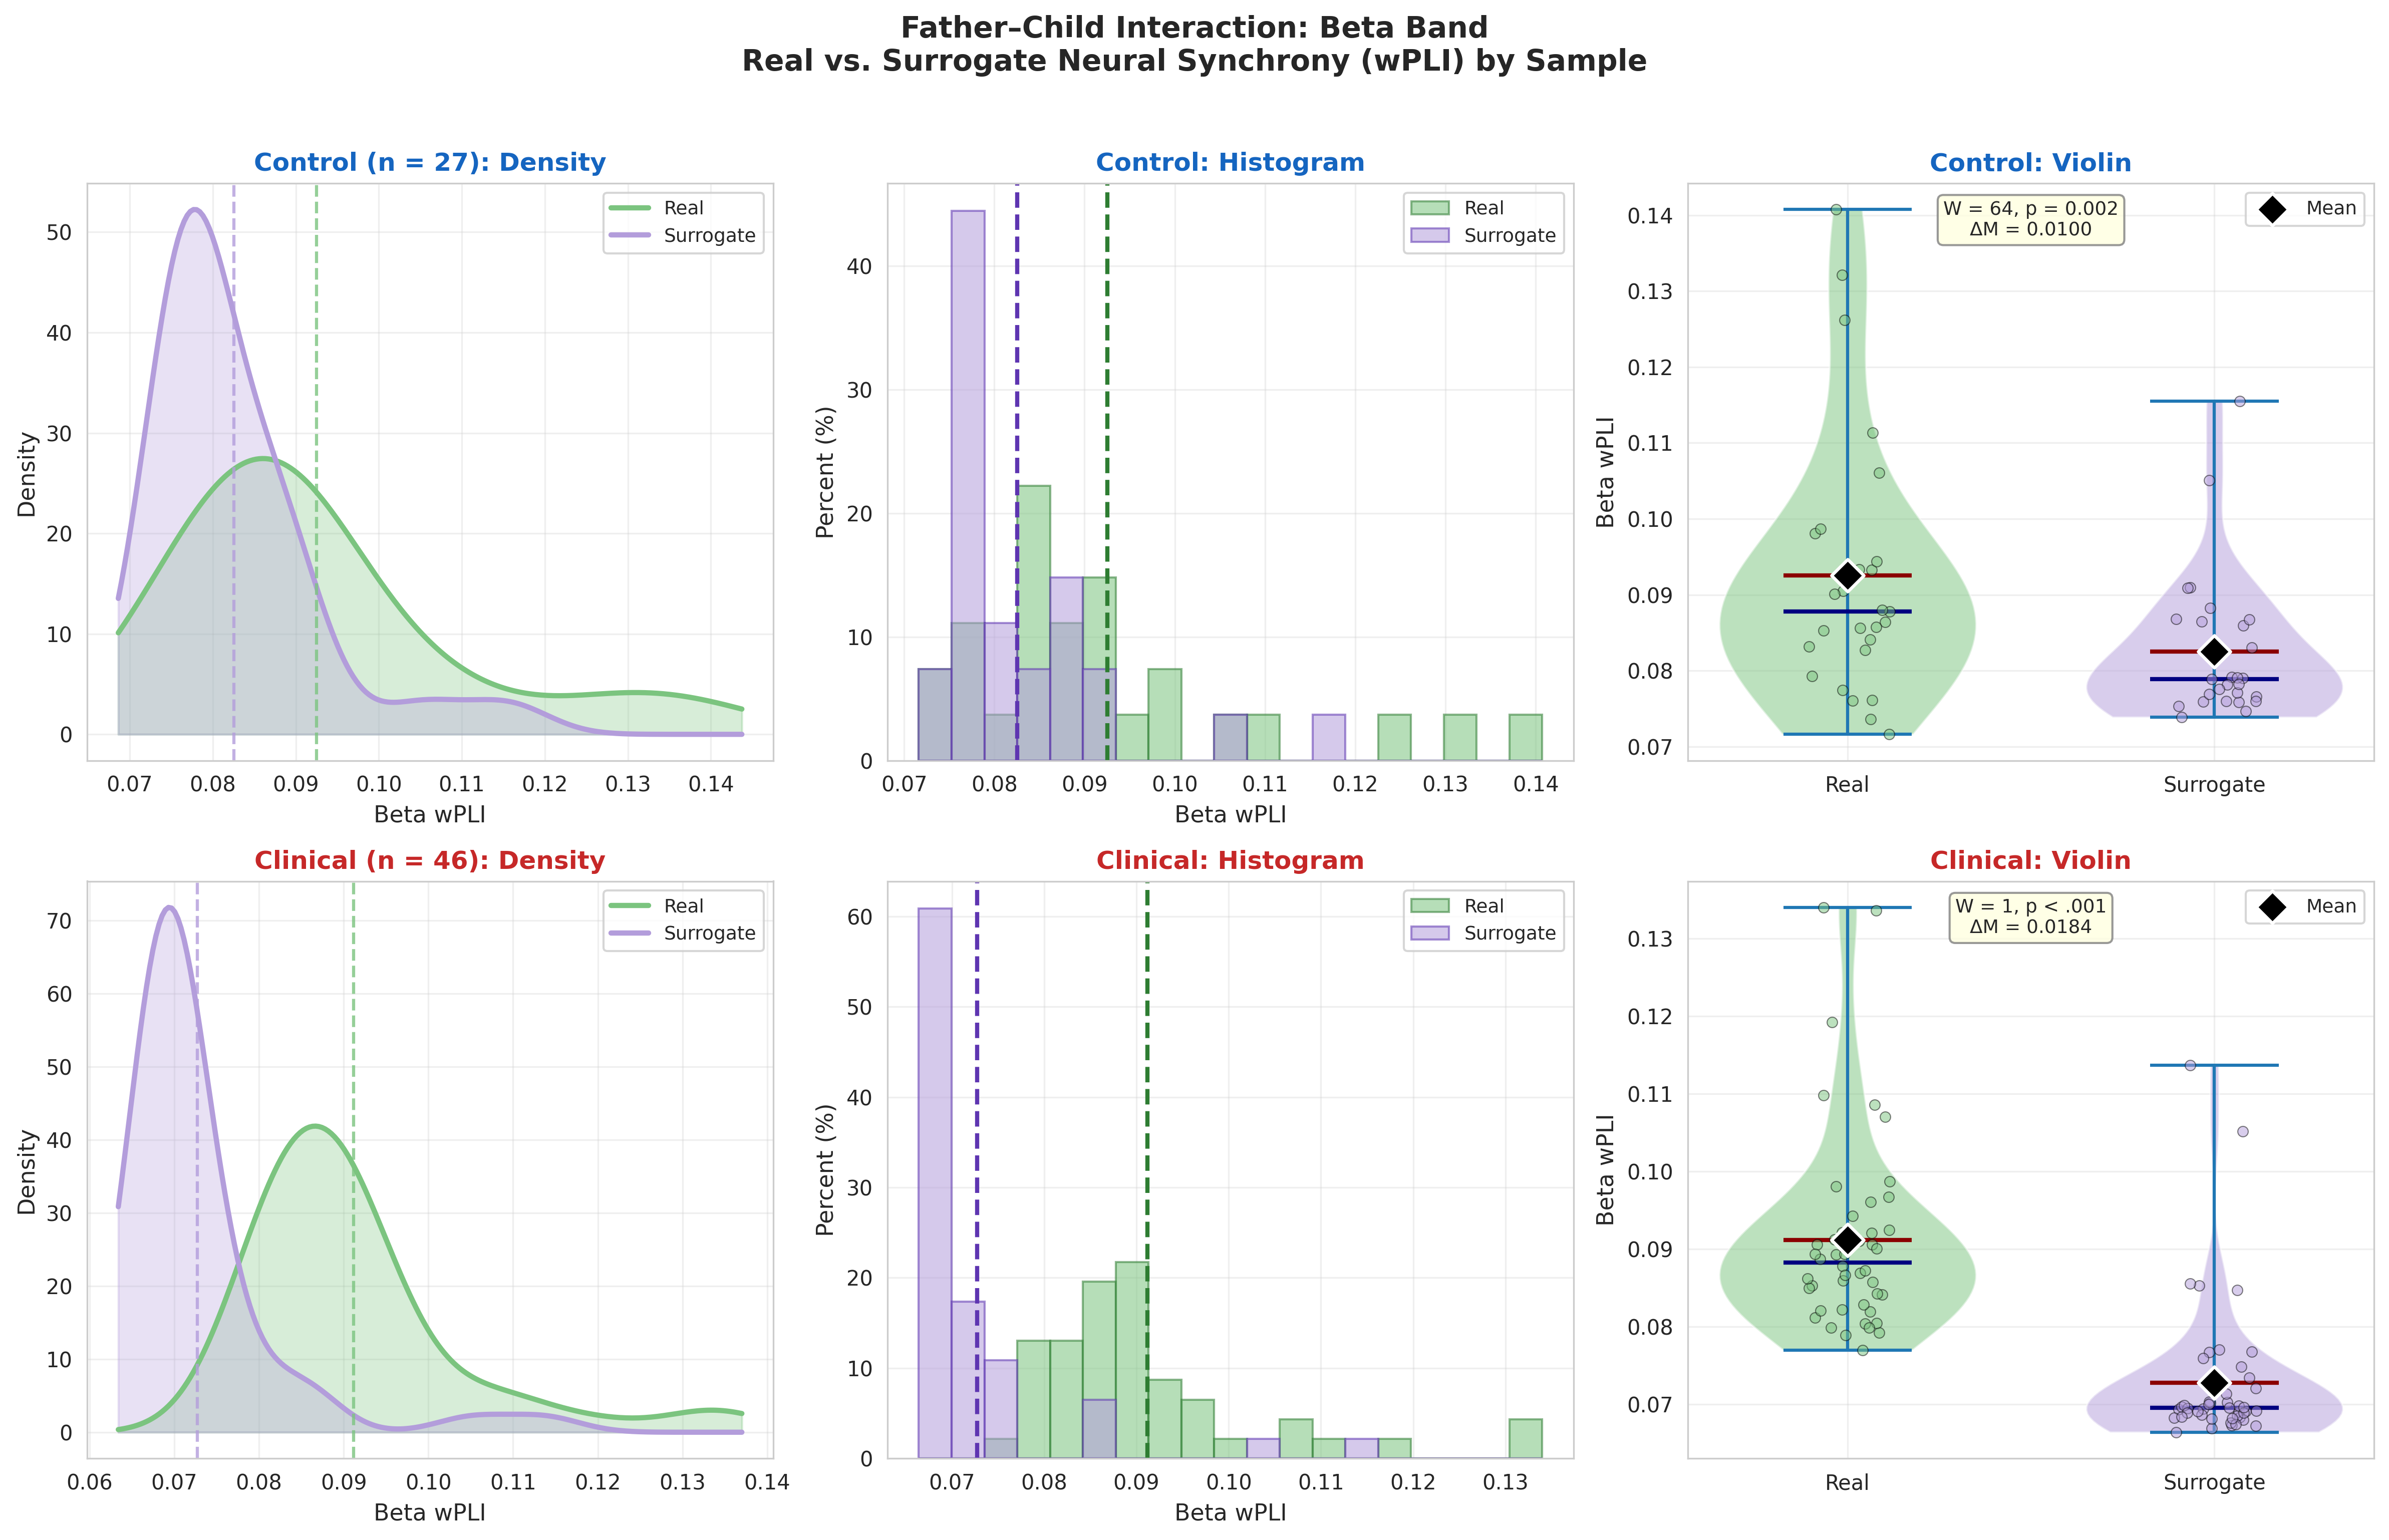 Father–Child Interaction: Beta Band
Real vs. Surrogate Neural Synchrony (wPLI) by Sample
Control (n = 27): Density
Density
50
40
30
20
10
0
Real
Surrogate
0.07 0.08 0.09 0.10 0.11 0.12 0.13 0.14
Beta wPLI
Control: Histogram
Percent (%)
40
30
20
10
0
Real
Surrogate
0.07 0.08 0.09 0.10 0.11 0.12 0.13 0.14
Beta wPLI
Control: Violin
Beta wPLI
0.14
0.13
0.12
0.11
0.10
0.09
0.08
0.07
W = 64, p = 0.002
ΔM = 0.0100
Mean
Real Surrogate
Clinical (n = 46): Density
Density
70
60
50
40
30
20
10
0
Real
Surrogate
0.06 0.07 0.08 0.09 0.10 0.11 0.12 0.13 0.14
Beta wPLI
Clinical: Histogram
Percent (%)
60
50
40
30
20
10
0
Real
Surrogate
0.07 0.08 0.09 0.10 0.11 0.12 0.13
Beta wPLI
Clinical: Violin
Beta wPLI
0.13
0.12
0.11
0.10
0.09
0.08
0.07
W = 1, p < .001
ΔM = 0.0184
Mean
Real Surrogate